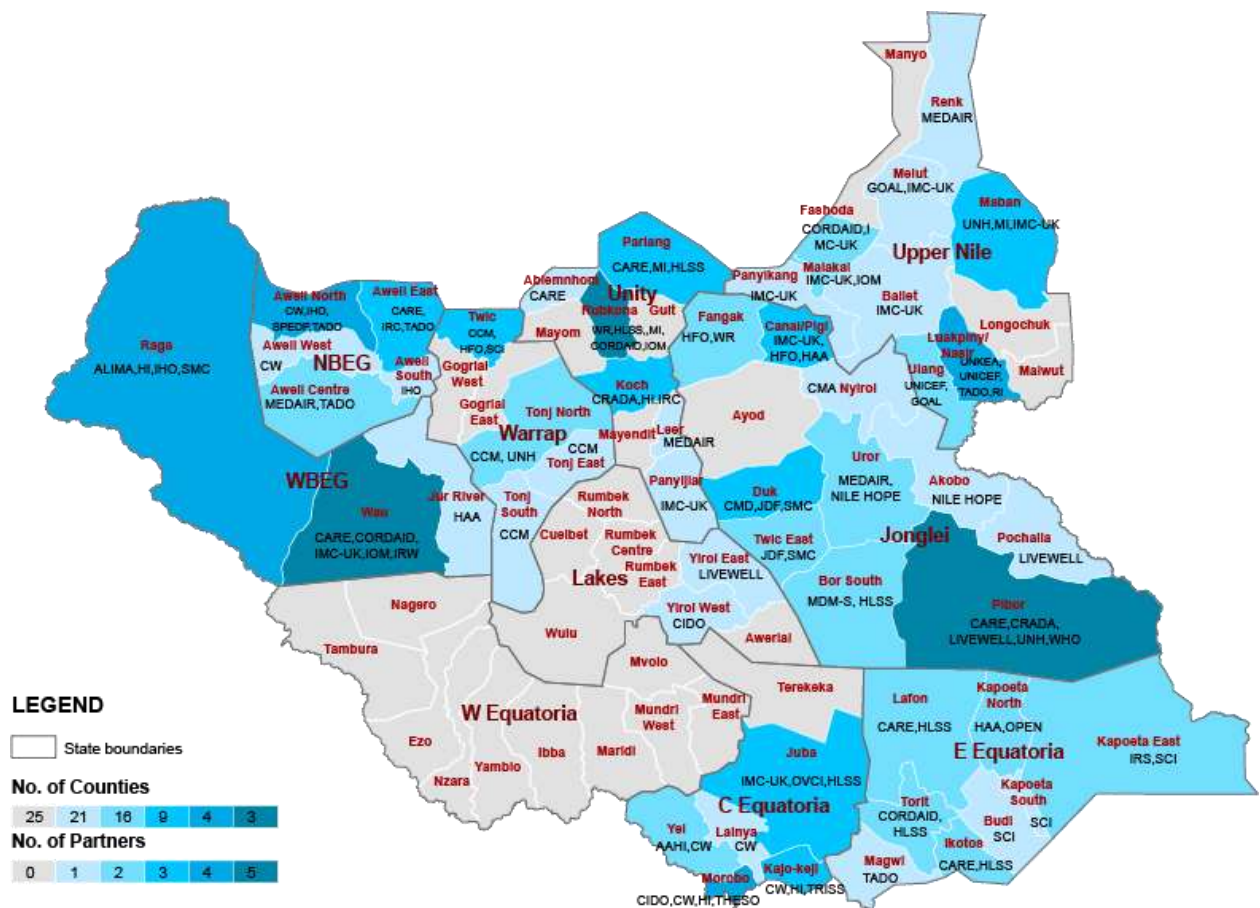 Manyo
Renk
MEDAIR
Melut
GOAL,IMC-UK
Maban
UNH,MI,IMC-UK
Fashoda
CORDAID,I
MC-UK
Upper Nile
Pariang
CARE,MI,HLSS
Panyikang
IMC-UK
Malakal
IMC-UK,IOM
Baliet
IMC-UK
Abiemnhom
CARE
Unity
Rubkona
WR,HLSS,,MI,
CORDAID,IOM
Guit
Mayom
Fangak
HFO,WR
Canal/Pigi
IMC-UK,
HFO,HAA
Longochuk
Luakpiny/
Nasir
UNKEA,
UNICEF,
TADO,RI
Maiwut
Ulang
UNICEF,
GOAL
Aweil North
CW,IHO,
SPEDP,TADO
Aweil East
CARE,
IRC,TADO
Twic
CCM,
HFO,SCI
Raga
ALIMA,HI,IHO,SMC
Aweil West
CW
NBEG
Aweil
South
IHO
Aweil Centre
MEDAIR,TADO
Gogrial
West
Gogrial
East
Koch
CRADA,HI,IRC
Tonj North
CCM, UNH
Warrap
CCM
Tonj East
Mayendit
Leer
MEDAIR
Ayod
CMA Nyirol
Panyijiar
IMC-UK
Duk
CMD,JDF,SMC
Uror
MEDAIR,
NILE HOPE
Akobo
NILE HOPE
WBEG
Wau
CARE,CORDAID,
IMC-UK,IOM,IRW
Jur River
HAA
Tonj
South
CCM
Rumbek
North
Cueibet
Rumbek
Centre
Rumbek
East
Lakes
Yirol East
LIVEWELL
Twic East
JDF,SMC
Jonglei
Pochalla
LIVEWELL
Bor South
MDM-S, HLSS
Pibor
CARE,CRADA,
LIVEWELL,UNH,WHO
Yirol West
CIDO
Awerial
Wulu
Nagero
Tambura
Mvolo
Terekeka
Mundri
East
Mundri
West
W Equatoria
Ezo
Nzara
Yambio
Ibba
Maridi
Lafon
CARE,HLSS
Kapoeta
North
HAA,OPEN
E Equatoria
Kapoeta East
IRS,SCI
Juba
IMC-UK,OVCI,HLSS
C Equatoria
Kapoeta
South
SCI
Budi
SCI
Torit
CORDAID,
HLSS
Ikotos
CARE,HLSS
Magwi
TADO
Yei
AAHI,CW
Lainya
CW
Morobo
CIDO,CW,HI,THESO
Kajo-keji
CW,HI,TRISS
LEGEND
State boundaries
No. of Counties
25 21 16 9 4 3
No. of Partners
0 1 2 3 4 5